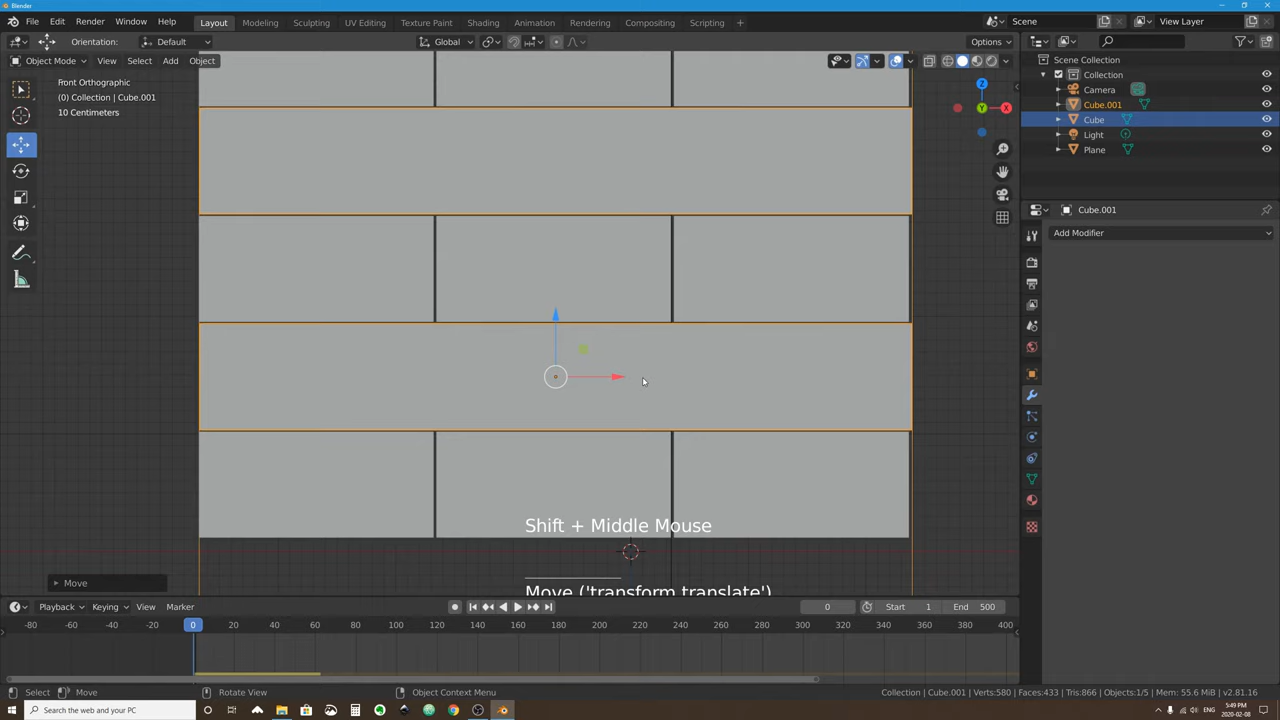 Blender
File Edit Render Window Help Layout Modeling Sculpting UV Editing Texture Paint Shading Animation Rendering Compositing Scripting + Scene View Layer
Orientation: Default Global Options
Object Mode View Select Add Object
Front Orthographic
(0) Collection | Cube.001
10 Centimeters
Z
Y X
Scene Collection
Collection
Camera
Cube.001
Cube
Light
Plane
Cube.001
Add Modifier
Shift + Middle Mouse
Move ('transform translate')
Move
Playback Keying View Marker 0 Start 1 End 500
-80 -60 -40 -20 0 20 40 60 80 100 120 140 160 180 200 220 240 260 280 300 320 340 360 380 400
Select Move Rotate View Object Context Menu Collection | Cube.001 | Verts:580 | Faces:433 | Tris:866 | Objects:1/5 | Mem: 55.6 MiB | v2.81.16
Search the web and your PC ENG 5:49 PM
2020-02-08